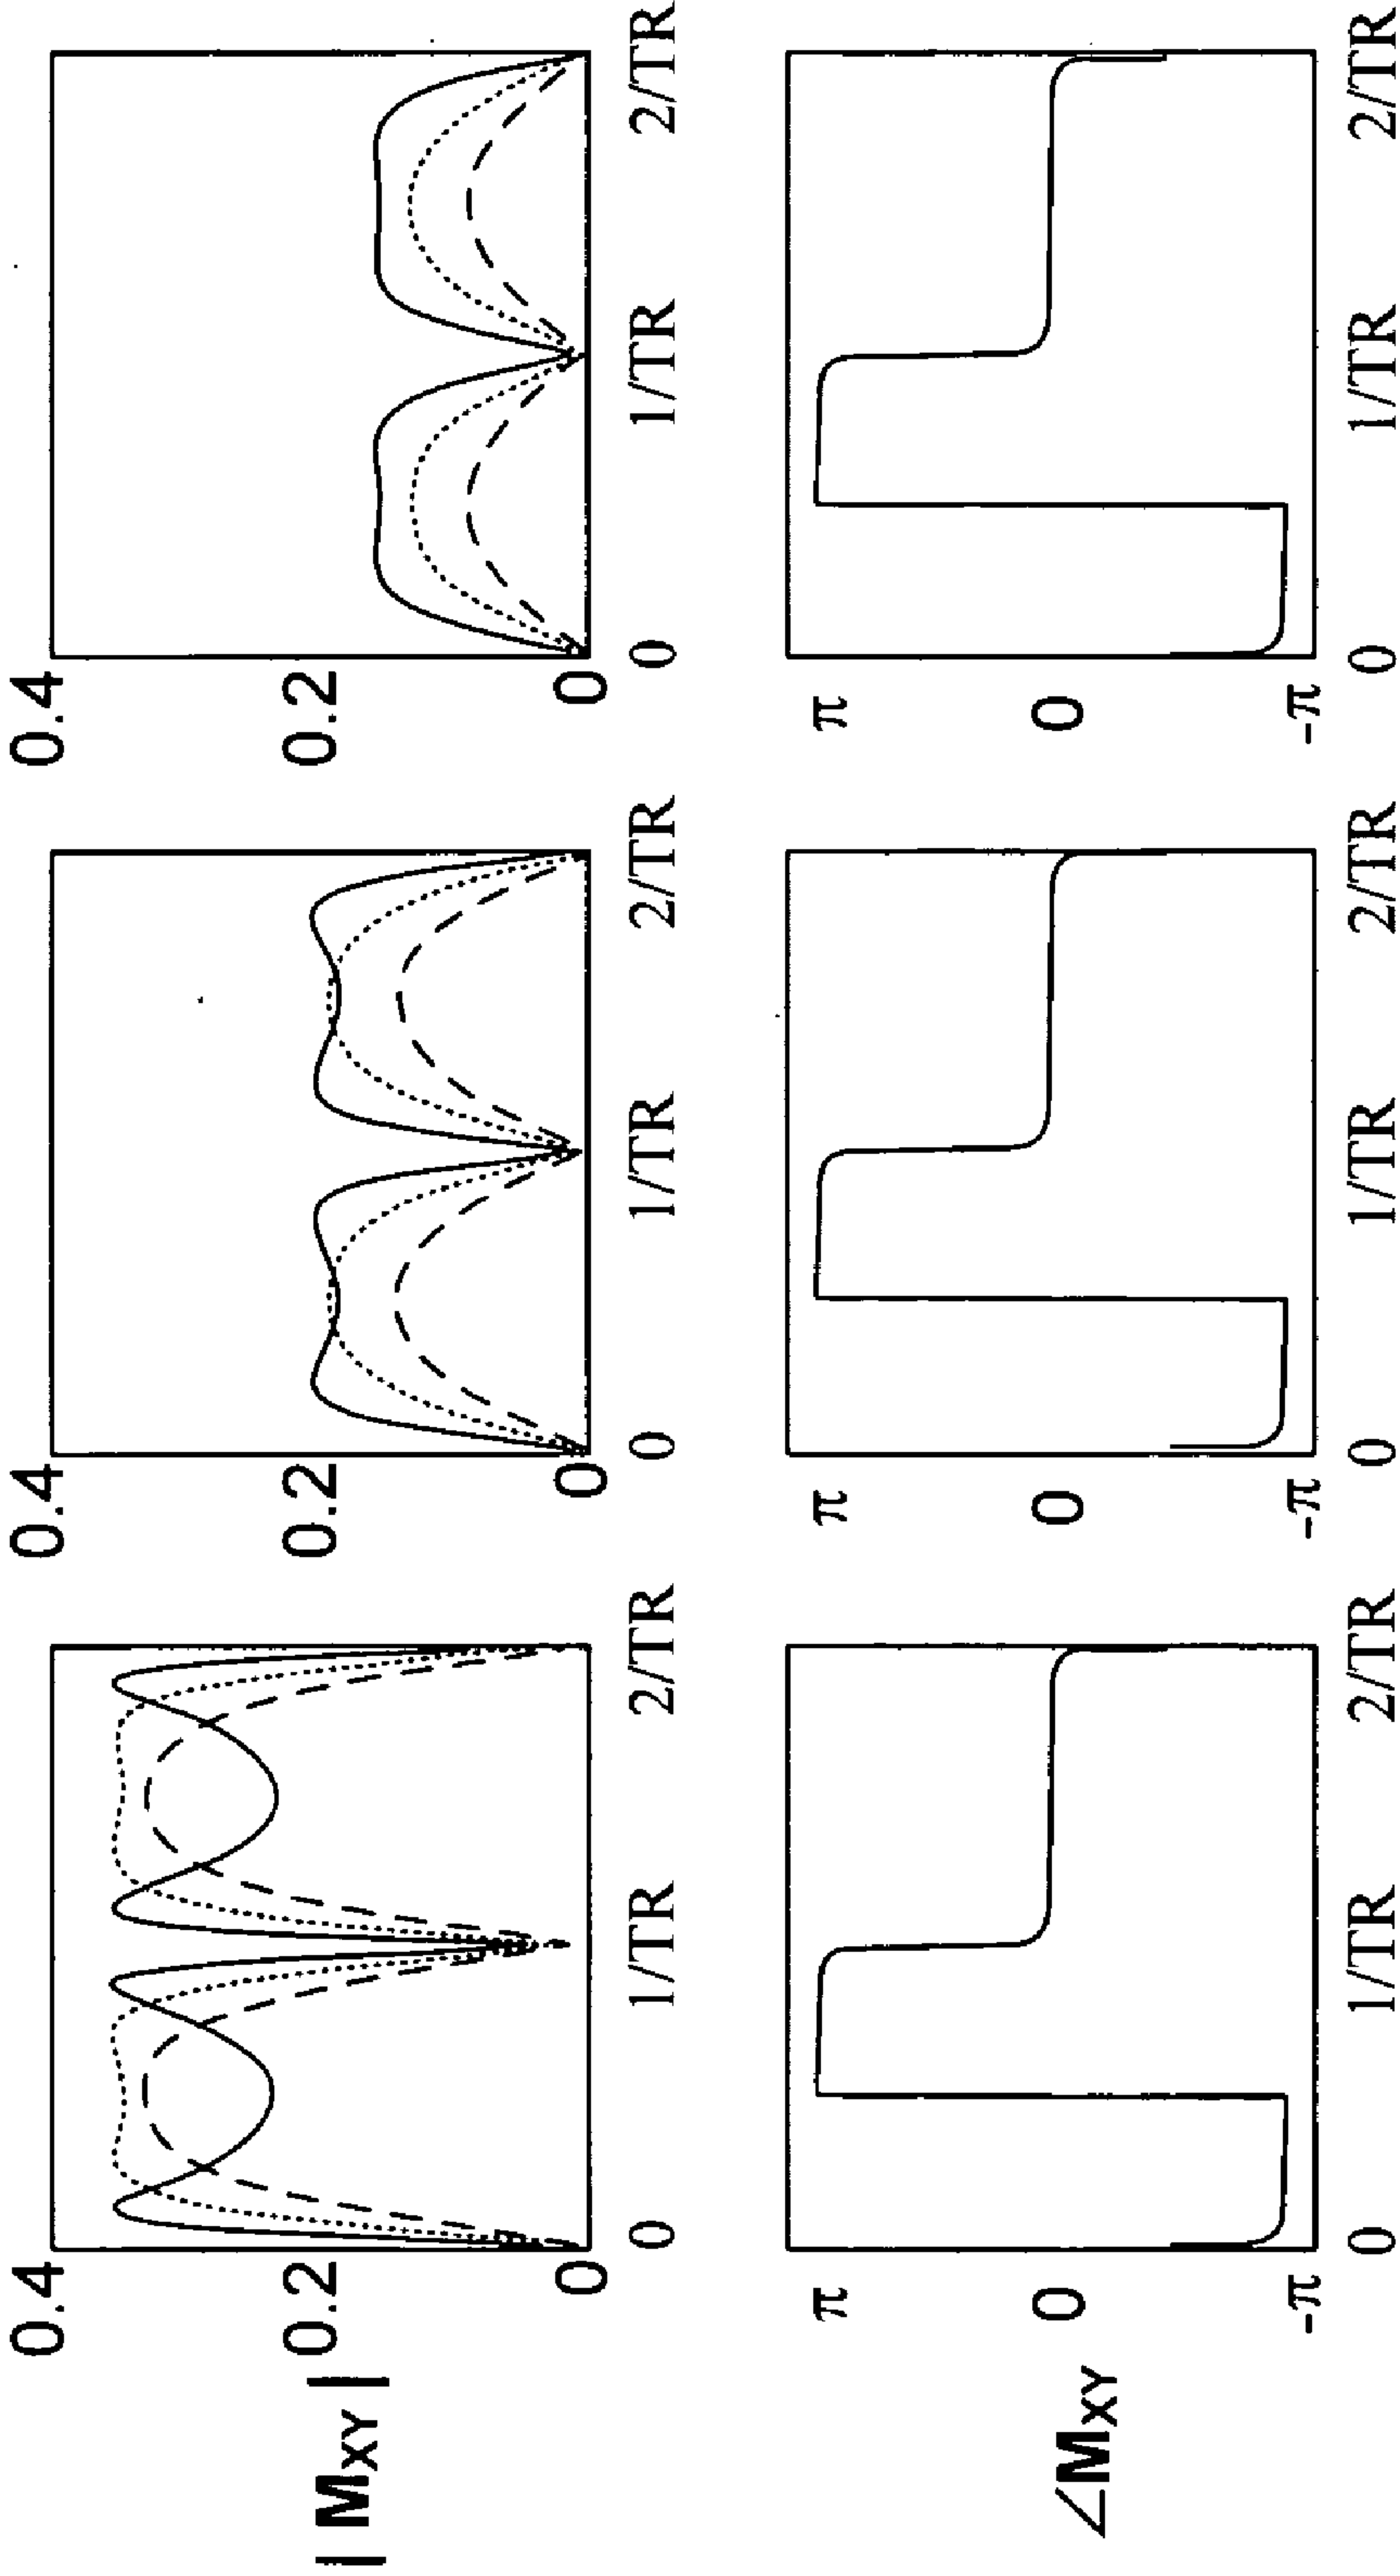 0.4 0.4 0.4
| M_XY | 0.2 0.2 0.2
0 0 0
0 1/TR 2/TR 0 1/TR 2/TR 0 1/TR 2/TR
π π π
∠M_XY 0 0 0
-π -π -π
0 1/TR 2/TR 0 1/TR 2/TR 0 1/TR 2/TR